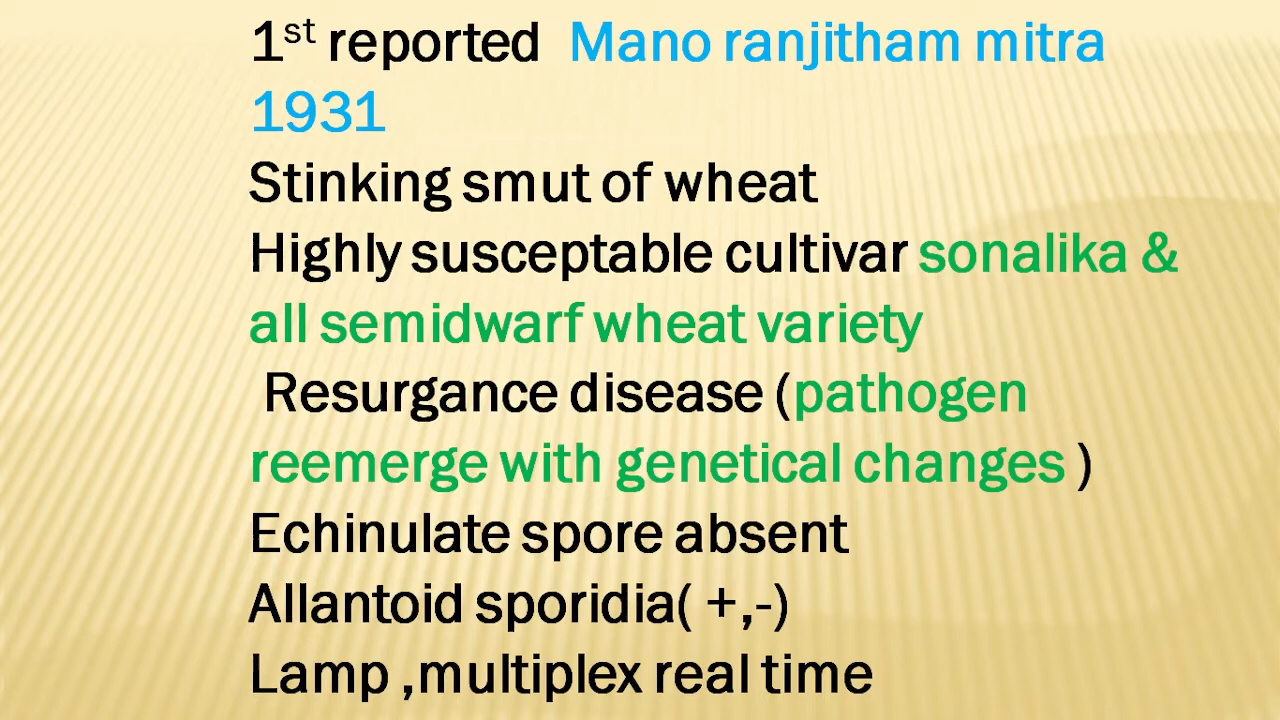 1st reported Mano ranjitham mitra
1931
Stinking smut of wheat
Highly susceptable cultivar sonalika &
all semidwarf wheat variety
Resurgance disease (pathogen
reemerge with genetical changes )
Echinulate spore absent
Allantoid sporidia( +,-)
Lamp ,multiplex real time